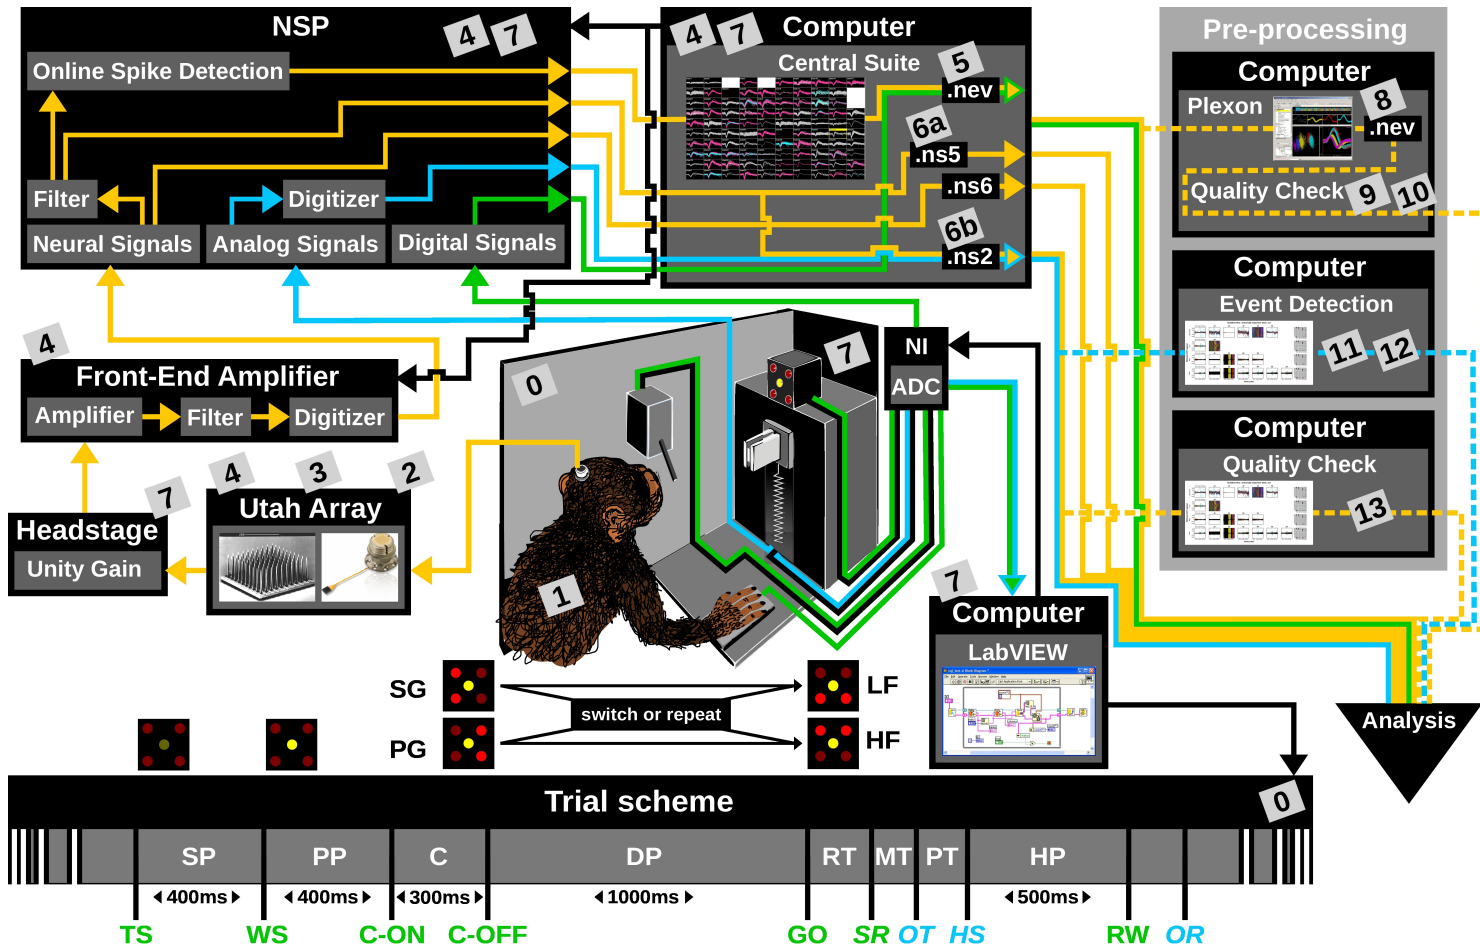 NSP
4 7
Online Spike Detection
Filter
Digitizer
Neural Signals
Analog Signals
Digital Signals
4 7
Computer
Central Suite
5
.nev
6a
.ns5
.ns6
6b
.ns2
Pre-processing
Computer
Plexon
8
.nev
Quality Check
9 10
Computer
Event Detection
11 12
Computer
Quality Check
13
4
Front-End Amplifier
Amplifier
Filter
Digitizer
7
Headstage
Unity Gain
4 3 2
Utah Array
0
7
1
NI
ADC
7
Computer
LabVIEW
SG
PG
switch or repeat
LF
HF
Analysis
Trial scheme
0
SP PP C DP RT MT PT HP
400ms 400ms 300ms 1000ms 500ms
TS WS C-ON C-OFF GO SR OT HS RW OR